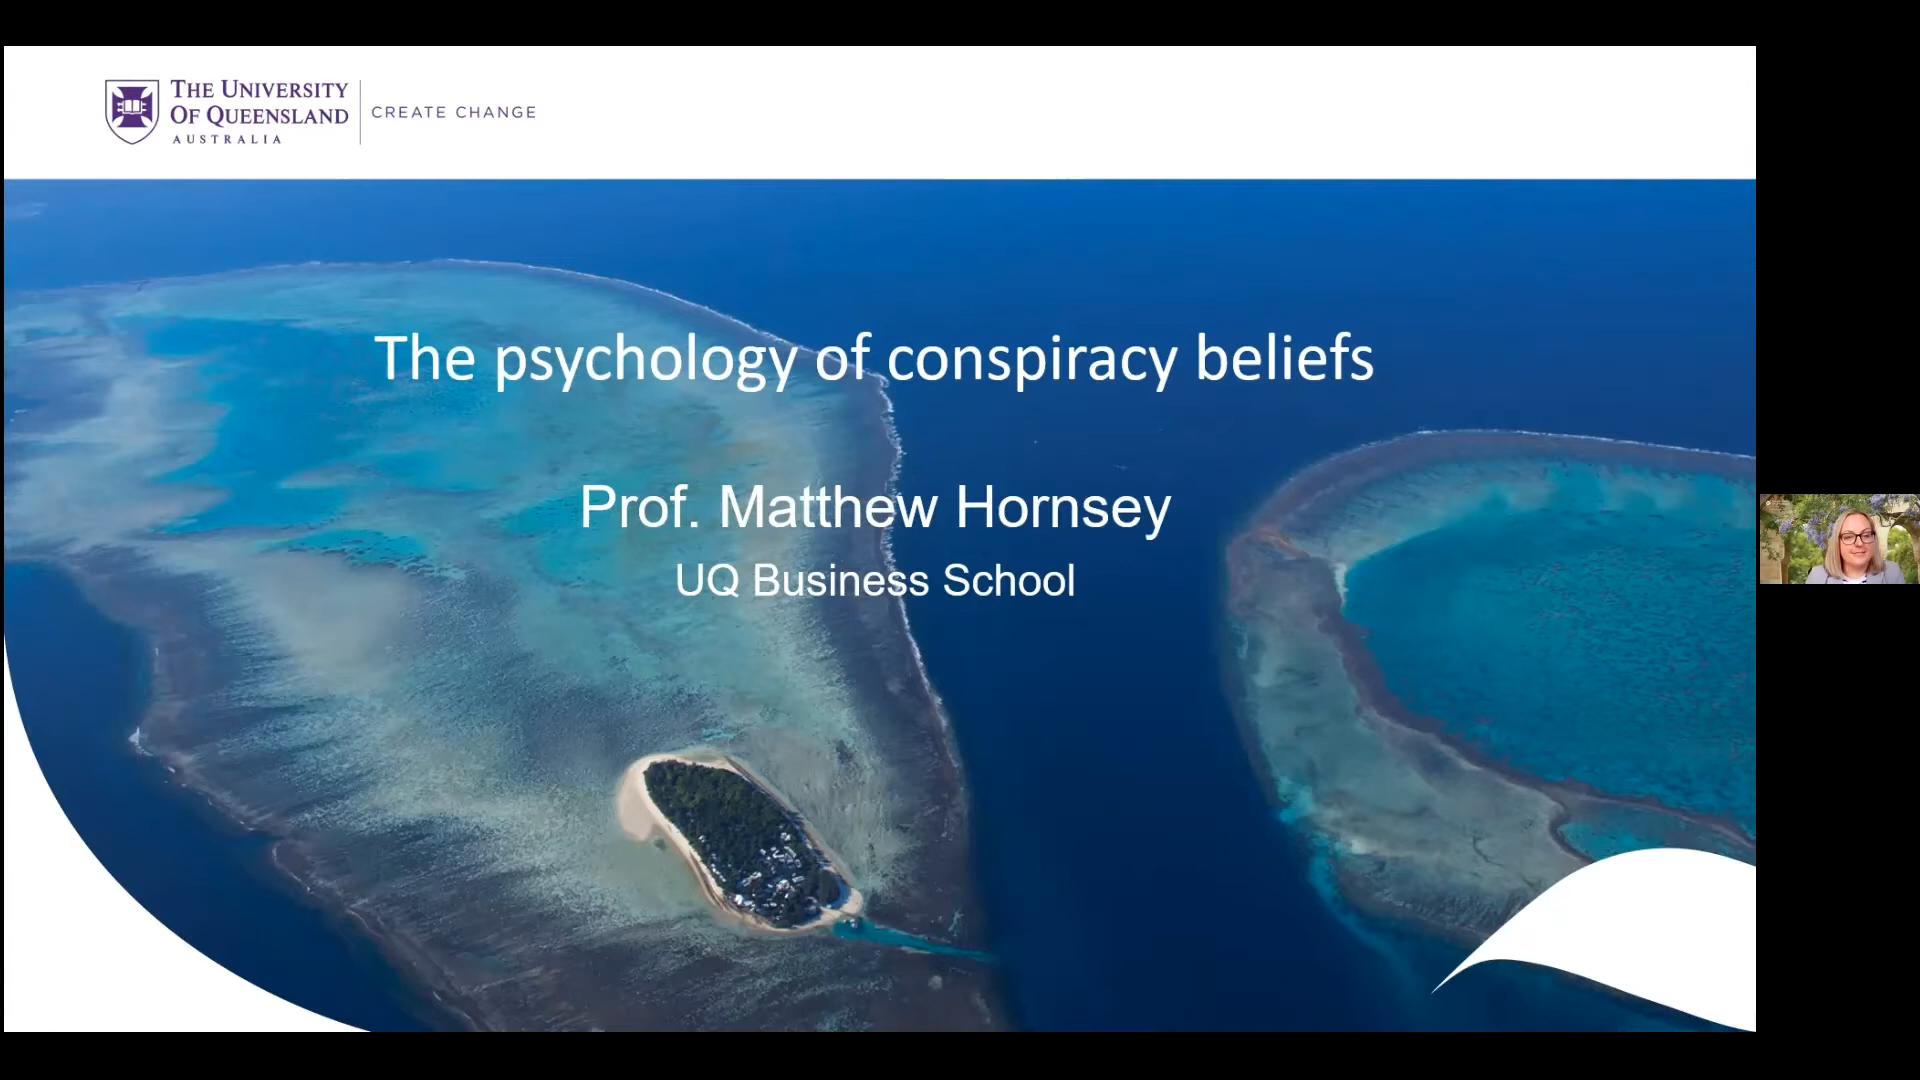 THE UNIVERSITY
OF QUEENSLAND
AUSTRALIA
CREATE CHANGE
The psychology of conspiracy beliefs
Prof. Matthew Hornsey
UQ Business School